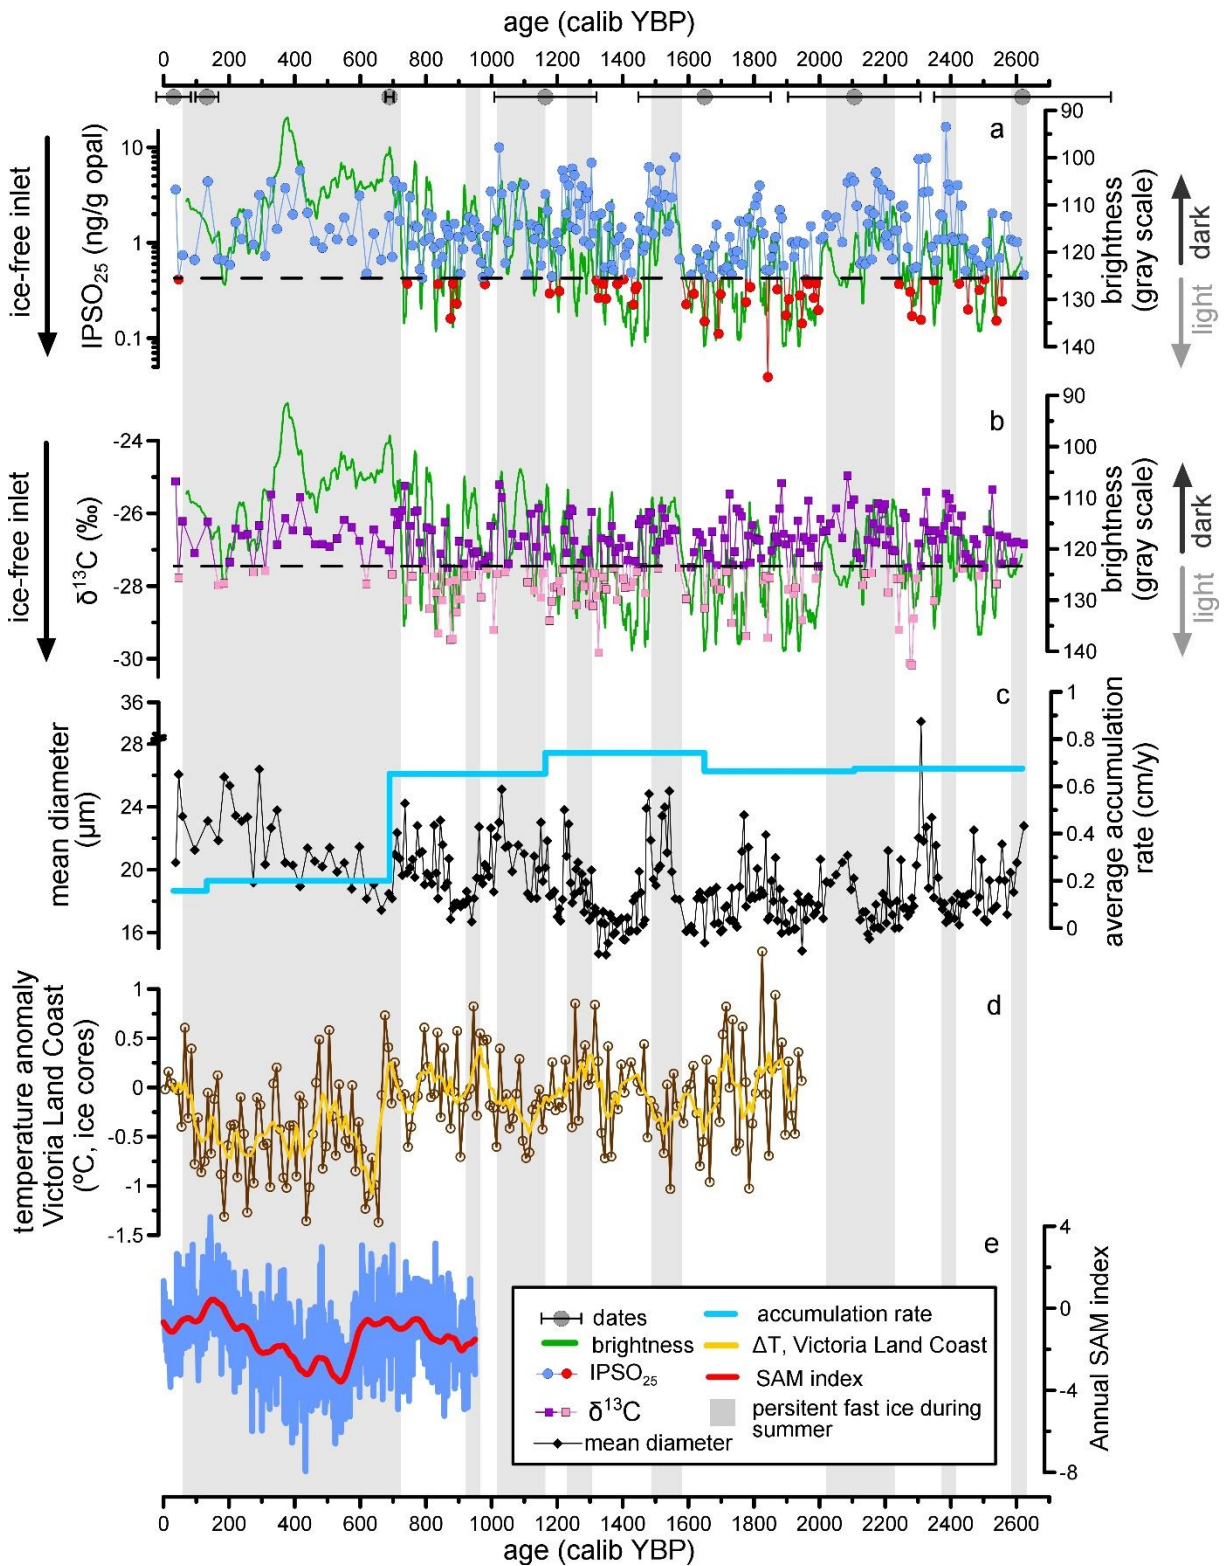 age (calib YBP)
0 200 400 600 800 1000 1200 1400 1600 1800 2000 2200 2400 2600
a
ice-free inlet
IPSO25 (ng/g opal)
10
1
0.1
90
100
110
120
130
140
brightness
(gray scale)
dark
light
b
ice-free inlet
δ13C (‰)
-24
-26
-28
-30
90
100
110
120
130
140
brightness
(gray scale)
dark
light
c
mean diameter
(µm)
36
28
24
20
16
1
0.8
0.6
0.4
0.2
0
average accumulation
rate (cm/y)
d
temperature anomaly
Victoria Land Coast
(ºC, ice cores)
1
0.5
0
-0.5
-1
-1.5
e
4
0
-4
-8
Annual SAM index
dates
brightness
IPSO25
δ13C
mean diameter
accumulation rate
ΔT, Victoria Land Coast
SAM index
persitent fast ice during
summer
0 200 400 600 800 1000 1200 1400 1600 1800 2000 2200 2400 2600
age (calib YBP)